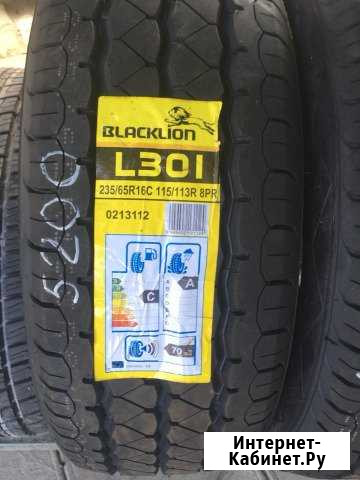 BLACKLION
L301
235/65R16C 115/113R 8PR
0213112
5200
C
A
70
Интернет-
Кабинет.Ру